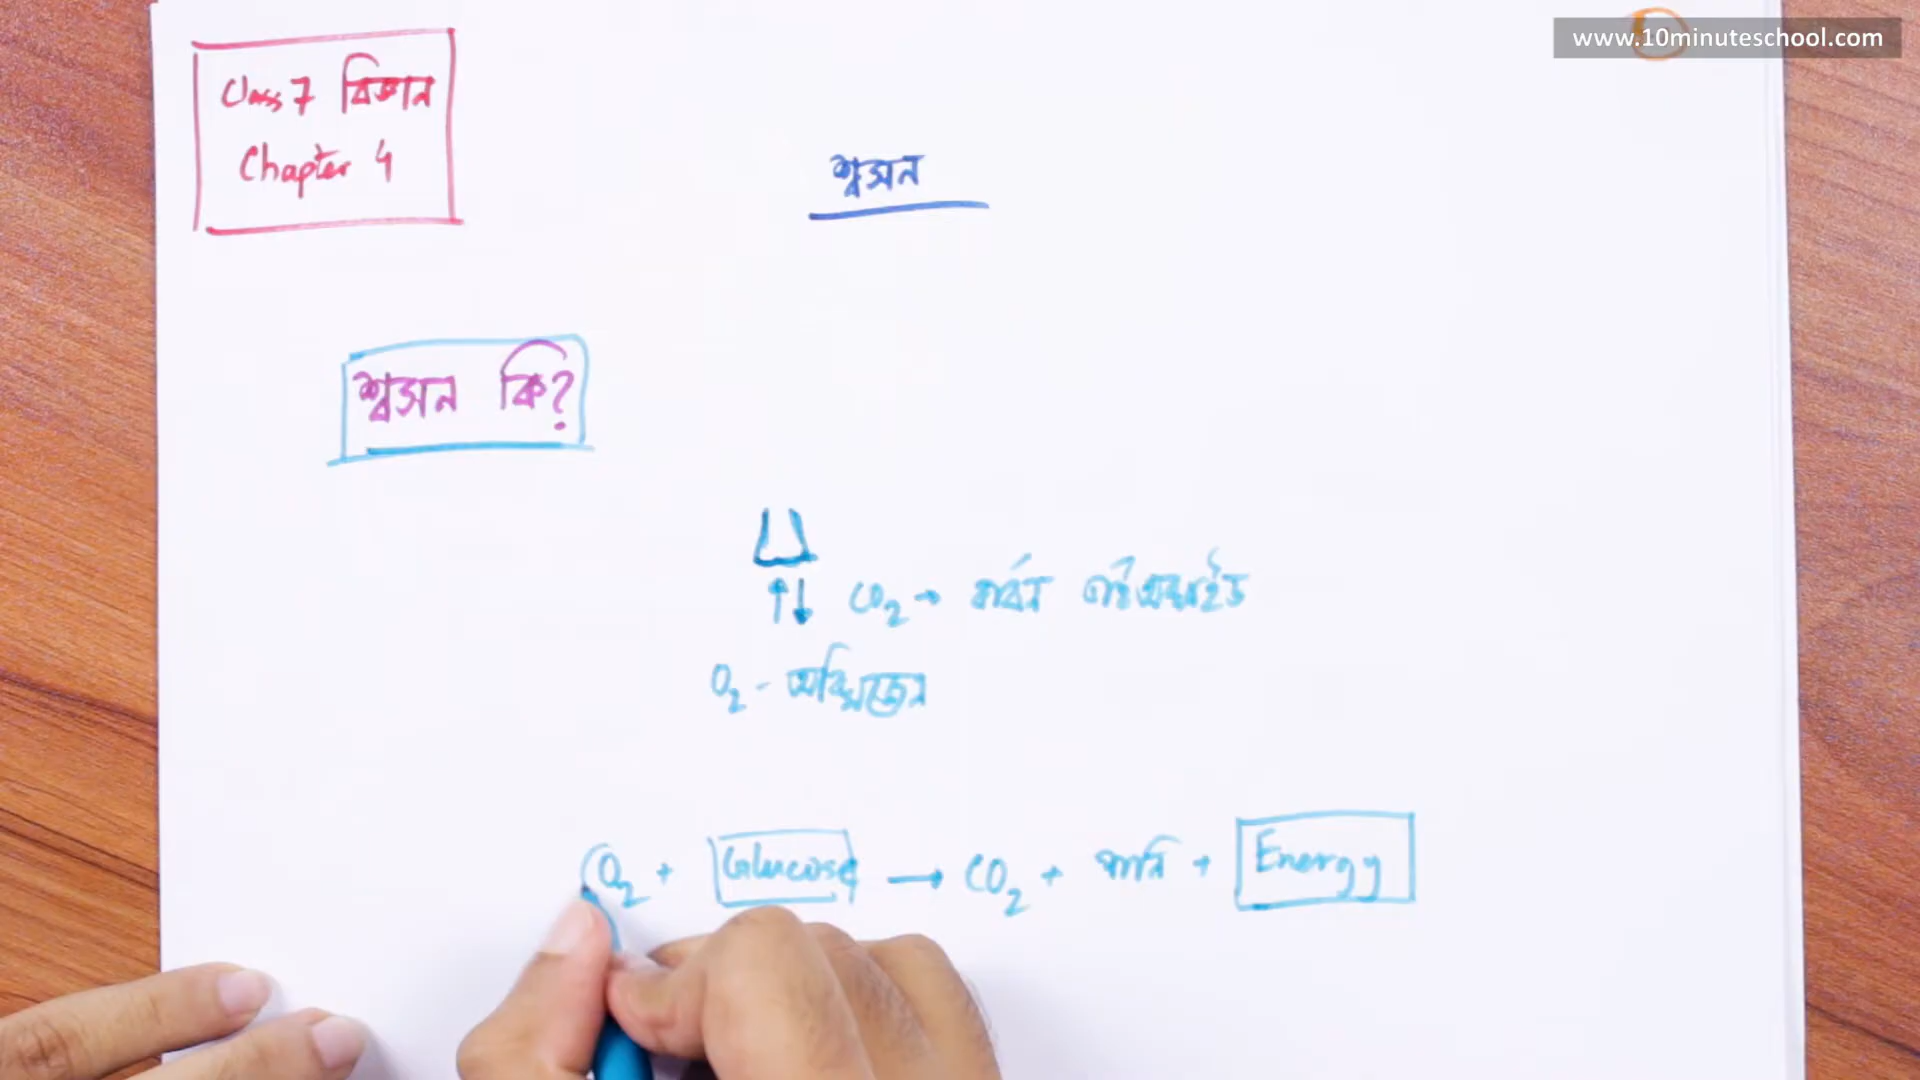 www.10minuteschool.com
Class 7 বিজ্ঞান
Chapter 4
শ্বসন
শ্বসন কি?
CO2 → কার্বন ডাইঅক্সাইড
O2 - অক্সিজেন
O2 + Glucose → CO2 + পানি + Energy